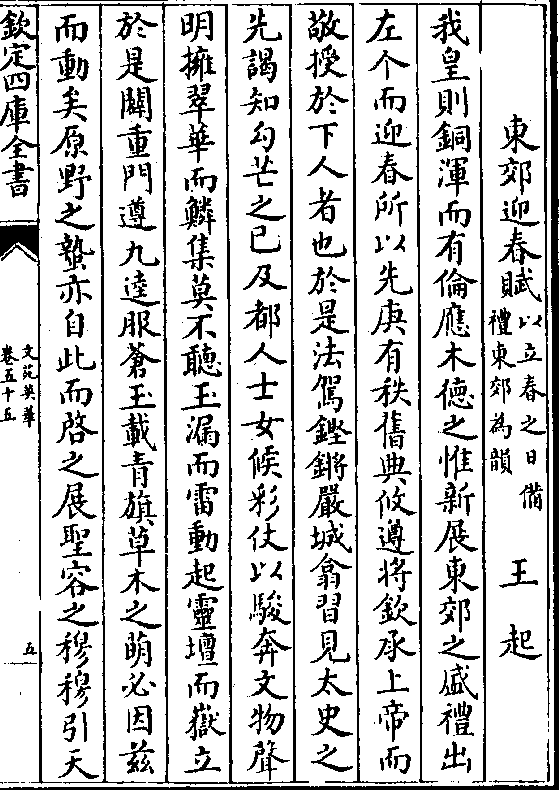 東郊迎春賦以立春之日備禮東郊為韻 王起
我皇則銅渾而有倫應木德之惟新展東郊之盛禮出
左个而迎春所以先庚有秩舊典攸遵將欽承上帝而
敬授於下人者也於是法駕鏗鏘嚴城翕習見太史之
先謁知勾芒之已及都人士女候彩仗以駿奔文物聲
明擁翠華而鱗集莫不聽玉漏而雷動起靈壇而嶽立
於是闢重門遵九逵服蒼玉載青旗草木之萌必因兹
而動矣原野之蟄亦自此而啓之展聖容之穆穆引天
欽定四庫全書
文苑英華
卷五十五
五